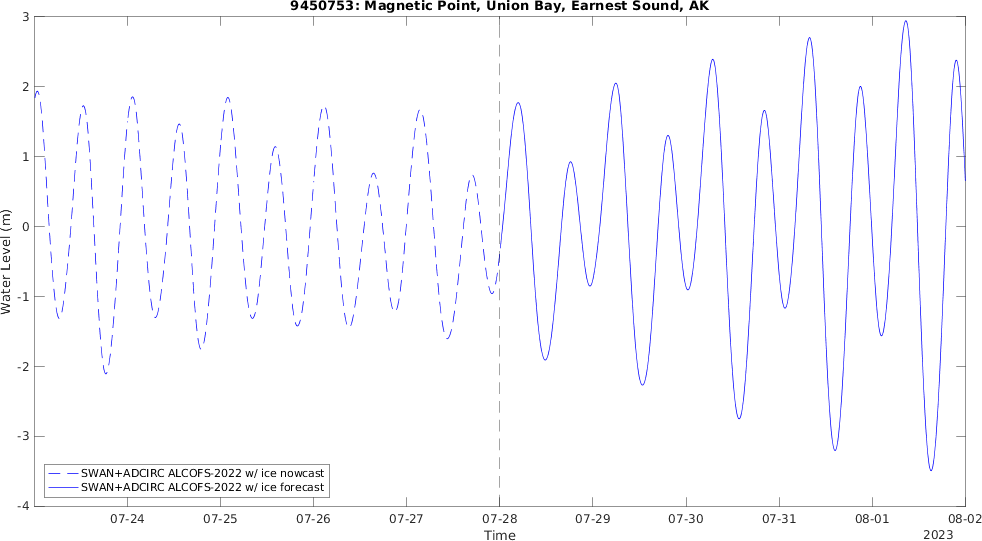 9450753: Magnetic Point, Union Bay, Earnest Sound, AK
Water Level (m)
3
2
1
0
-1
-2
-3
-4
SWAN+ADCIRC ALCOFS-2022 w/ ice nowcast
SWAN+ADCIRC ALCOFS-2022 w/ ice forecast
07-24 07-25 07-26 07-27 07-28 07-29 07-30 07-31 08-01 08-02
Time
2023